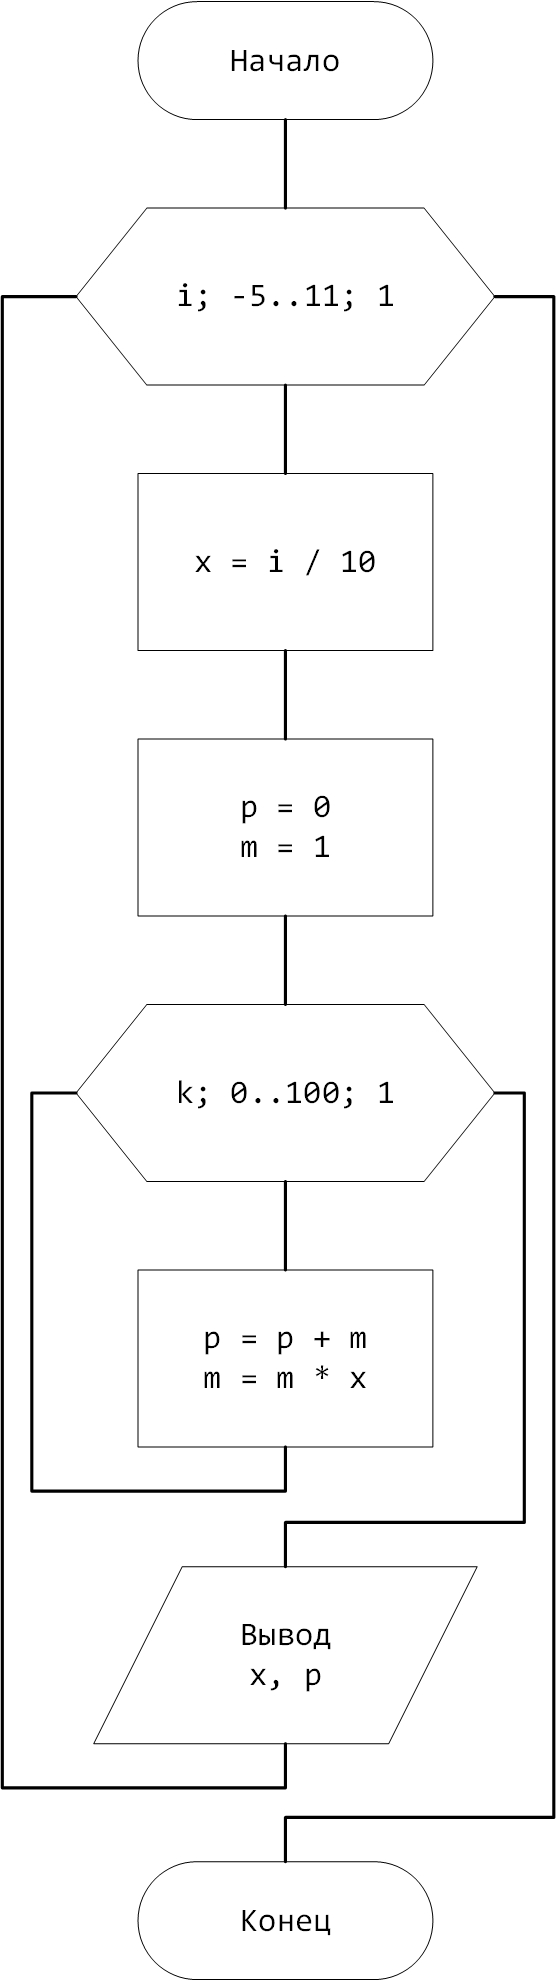 Начало
i; -5..11; 1
x = i / 10
p = 0
m = 1
k; 0..100; 1
p = p + m
m = m * x
Вывод
x, p
Конец